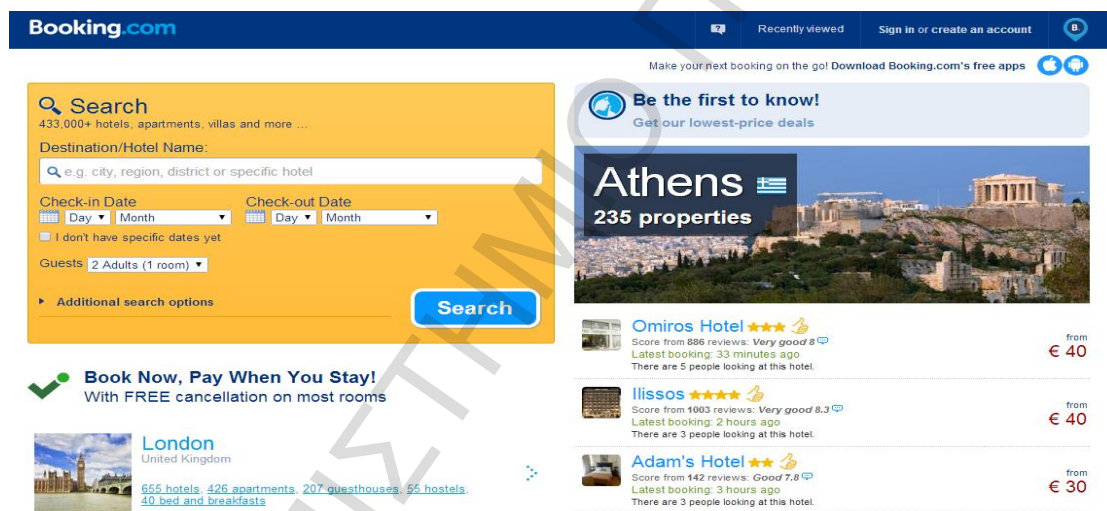 Booking.com
Recently viewed
Sign in or create an account
B.
Make your next booking on the go! Download Booking.com's free apps
Search
433,000+ hotels, apartments, villas and more ...
Destination/Hotel Name:
e.g. city, region, district or specific hotel
Check-in Date Check-out Date
Day Month Day Month
I don't have specific dates yet
Guests 2 Adults (1 room)
Additional search options
Search
Book Now, Pay When You Stay!
With FREE cancellation on most rooms
London
United Kingdom
655 hotels, 426 apartments, 207 guesthouses, 55 hostels,
40 bed and breakfasts
Be the first to know!
Get our lowest-price deals
Athens
235 properties
Omiros Hotel
Score from 886 reviews: Very good 8
Latest booking: 33 minutes ago
There are 5 people looking at this hotel.
from
€ 40
Ilissos
Score from 1003 reviews: Very good 8.3
Latest booking: 2 hours ago
There are 3 people looking at this hotel.
from
€ 40
Adam's Hotel
Score from 142 reviews: Good 7.8
Latest booking: 3 hours ago
There are 3 people looking at this hotel.
from
€ 30